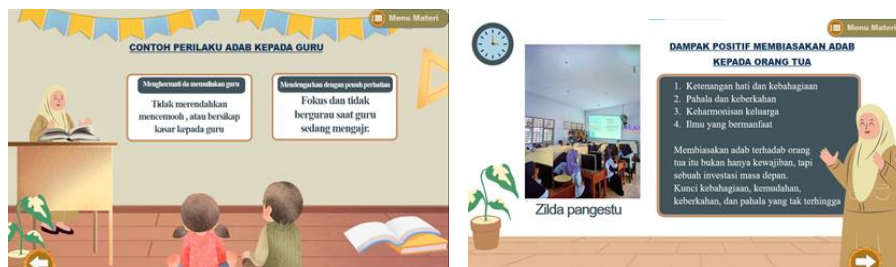 Menu Materi
CONTOH PERILAKU ADAB KEPADA GURU
Menghormati da memuliakan guru
Tidak merendahkan
mencemooh , atau bersikap
kasar kepada guru
Mendengarkan dengan penuh perhatian
Fokus dan tidak
bergurau saat guru
sedang mengajr.
Menu Materi
DAMPAK POSITIF MEMBIASAKAN ADAB
KEPADA ORANG TUA
1. Ketenangan hati dan kebahagiaan
2. Pahala dan keberkahan
3. Keharmonisan keluarga
4. Ilmu yang bermanfaat
Membiasakan adab terhadab orang
tua itu bukan hanya kewajiban, tapi
sebuah investasi masa depan.
Kunci kebahagiaan, kemudahan,
keberkahan, dan pahala yang tak terhingga
Zilda pangestu